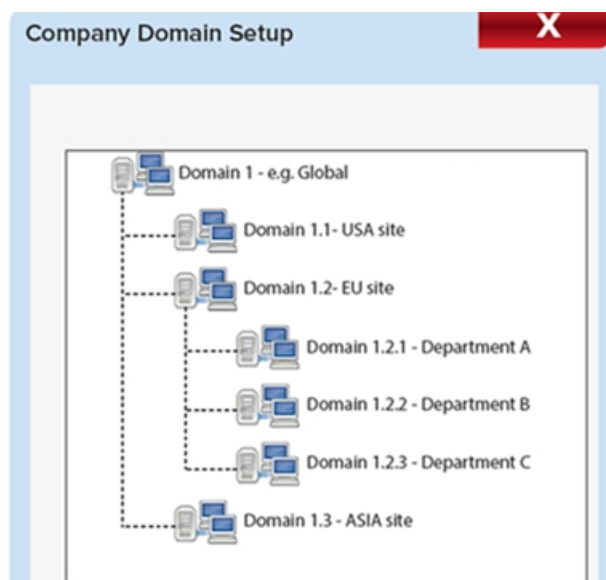 Company Domain Setup
X
Domain 1 - e.g. Global
Domain 1.1- USA site
Domain 1.2- EU site
Domain 1.2.1 - Department A
Domain 1.2.2 - Department B
Domain 1.2.3 - Department C
Domain 1.3 - ASIA site